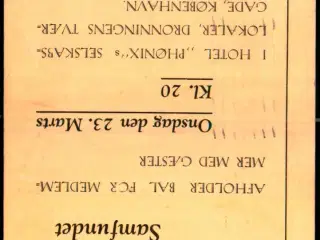 Samfundet
AFHOLDER BAL FOR MEDLEM-
MER MED GÆSTER
Onsdag den 23. Marts
Kl. 20
I HOTEL „PHØNIX"s SELSKABS-
LOKALER, DRONNINGENS TVÆR-
GADE, KØBENHAVN.